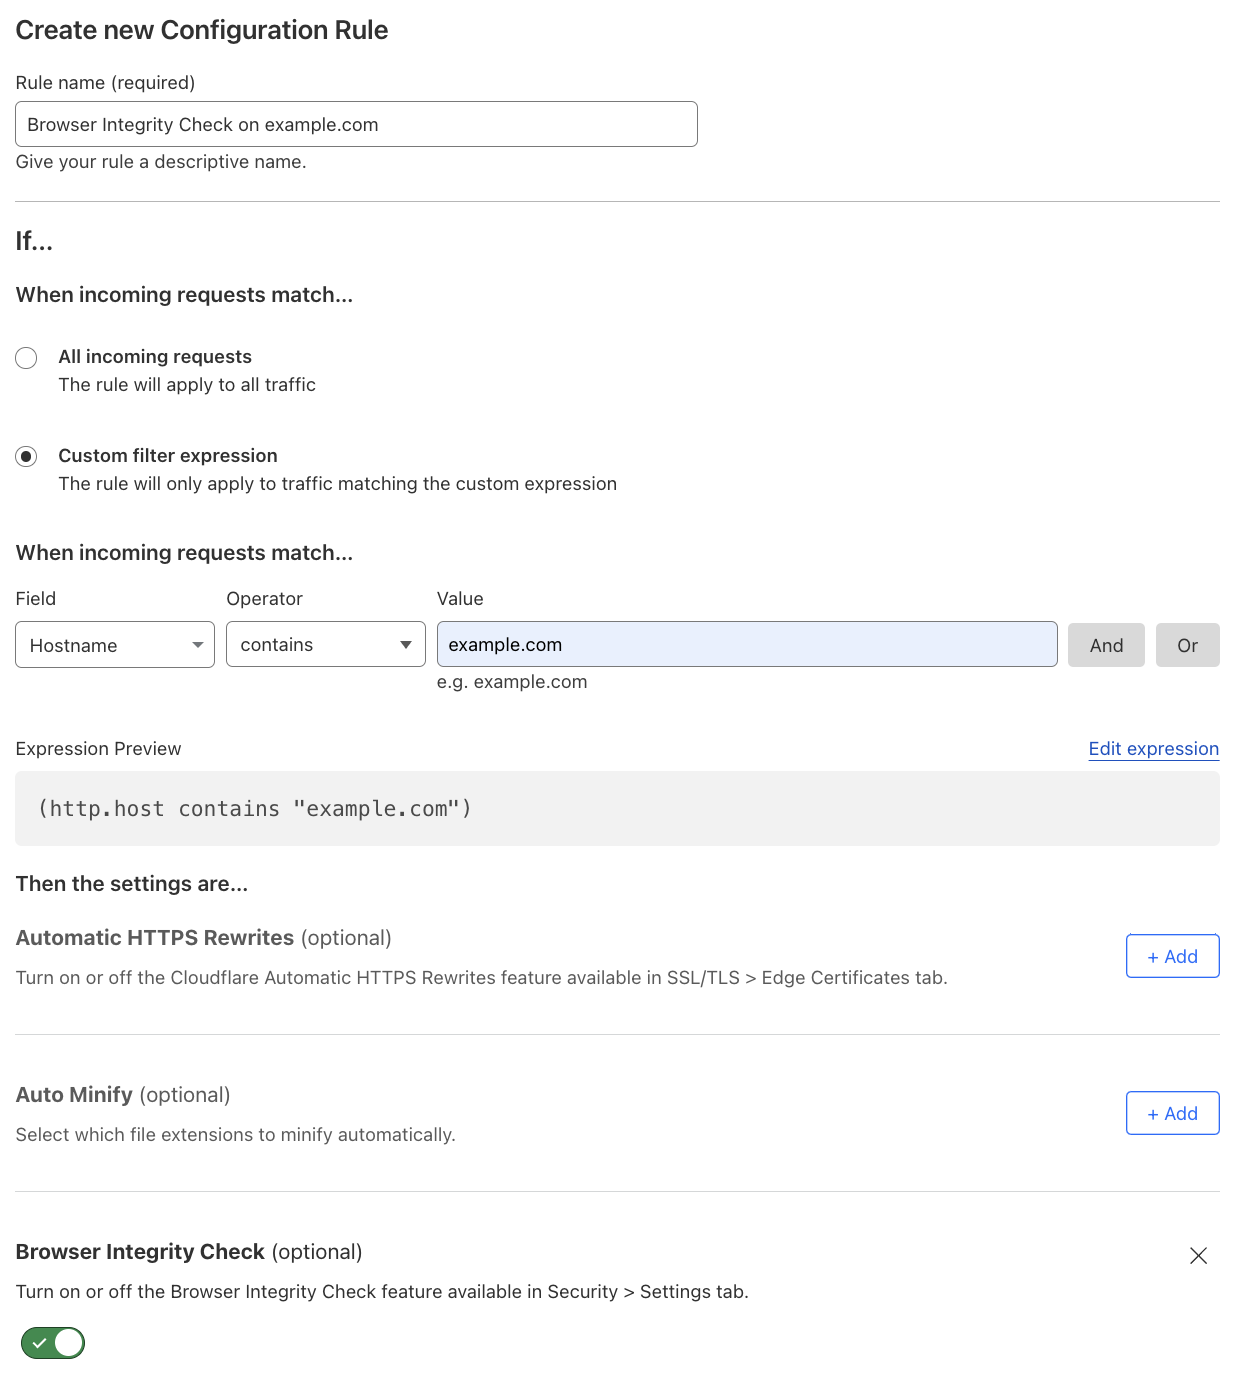 Create new Configuration Rule
Rule name (required)
Browser Integrity Check on example.com
Give your rule a descriptive name.
If...
When incoming requests match...
All incoming requests
The rule will apply to all traffic
Custom filter expression
The rule will only apply to traffic matching the custom expression
When incoming requests match...
Field Operator Value
Hostname contains example.com And Or
e.g. example.com
Expression Preview Edit expression
(http.host contains "example.com")
Then the settings are...
Automatic HTTPS Rewrites (optional)
+ Add
Turn on or off the Cloudflare Automatic HTTPS Rewrites feature available in SSL/TLS > Edge Certificates tab.
Auto Minify (optional)
+ Add
Select which file extensions to minify automatically.
Browser Integrity Check (optional)
Turn on or off the Browser Integrity Check feature available in Security > Settings tab.